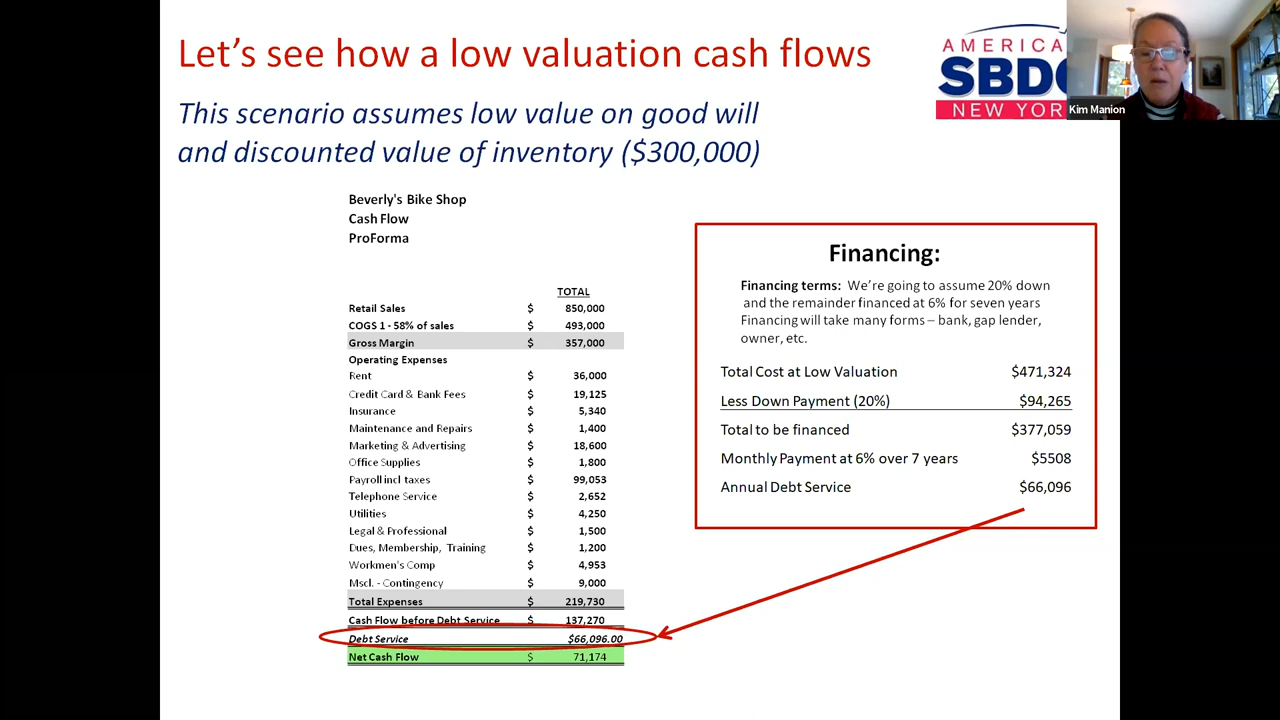 Let's see how a low valuation cash flows
This scenario assumes low value on good will
and discounted value of inventory ($300,000)
AMERICA
SBDC
NEW YOR
Kim Manion
Beverly's Bike Shop
Cash Flow
ProForma
TOTAL
Retail Sales $ 850,000
COGS 1 - 58% of sales $ 493,000
Gross Margin $ 357,000
Operating Expenses
Rent $ 36,000
Credit Card & Bank Fees $ 19,125
Insurance $ 5,340
Maintenance and Repairs $ 1,400
Marketing & Advertising $ 18,600
Office Supplies $ 1,800
Payroll incl taxes $ 99,053
Telephone Service $ 2,652
Utilities $ 4,250
Legal & Professional $ 1,500
Dues, Membership, Training $ 1,200
Workmen's Comp $ 4,953
Mscl. - Contingency $ 9,000
Total Expenses $ 219,730
Cash Flow before Debt Service $ 137,270
Debt Service $66,096.00
Net Cash Flow $ 71,174
Financing:
Financing terms: We're going to assume 20% down
and the remainder financed at 6% for seven years
Financing will take many forms – bank, gap lender,
owner, etc.
Total Cost at Low Valuation $471,324
Less Down Payment (20%) $94,265
Total to be financed $377,059
Monthly Payment at 6% over 7 years $5508
Annual Debt Service $66,096